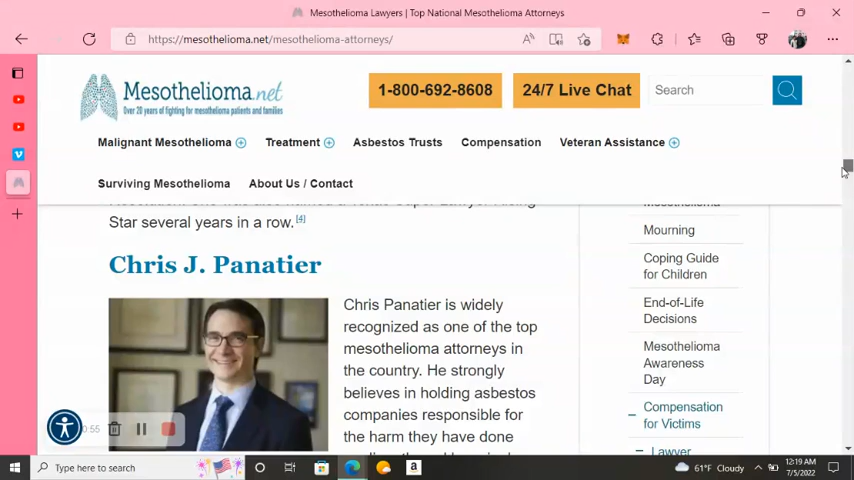 Mesothelioma Lawyers | Top National Mesothelioma Attorneys
https://mesothelioma.net/mesothelioma-attorneys/
Mesothelioma.net
Over 20 years of fighting for mesothelioma patients and families
1-800-692-8608
24/7 Live Chat
Search
Malignant Mesothelioma
Treatment
Asbestos Trusts
Compensation
Veteran Assistance
Surviving Mesothelioma
About Us / Contact
Star several years in a row.[4]
Chris J. Panatier
Chris Panatier is widely
recognized as one of the top
mesothelioma attorneys in
the country. He strongly
believes in holding asbestos
companies responsible for
the harm they have done
Mesothelioma
Mourning
Coping Guide
for Children
End-of-Life
Decisions
Mesothelioma
Awareness
Day
Compensation
for Victims
Lawyer
0:55
Type here to search
a
61°F Cloudy
12:19 AM
7/5/2022